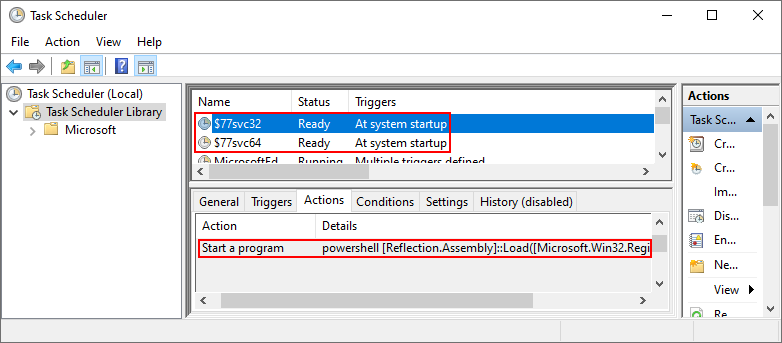 Task Scheduler
File Action View Help
Task Scheduler (Local)
Task Scheduler Library
Microsoft
Name Status Triggers
$77svc32 Ready At system startup
$77svc64 Ready At system startup
MicrosoftEd Running Multiple triggers defined
General Triggers Actions Conditions Settings History (disabled)
Action Details
Start a program powershell [Reflection.Assembly]::Load([Microsoft.Win32.Regi
Actions
Task Sc...
Cr...
Cr...
Im...
Dis...
En...
Ne...
View
Re